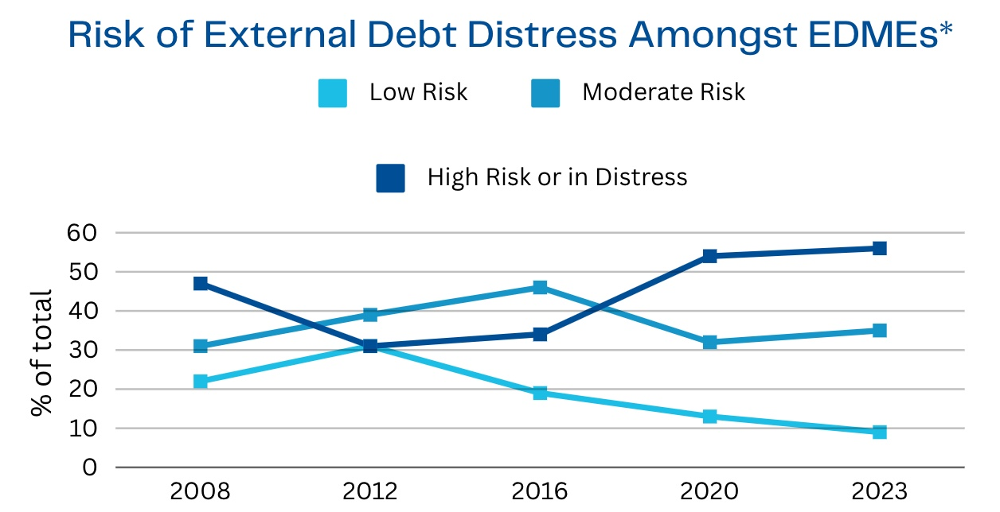 Risk of External Debt Distress Amongst EDMEs*
Low Risk
Moderate Risk
High Risk or in Distress
% of total
60
50
40
30
20
10
0
2008 2012 2016 2020 2023